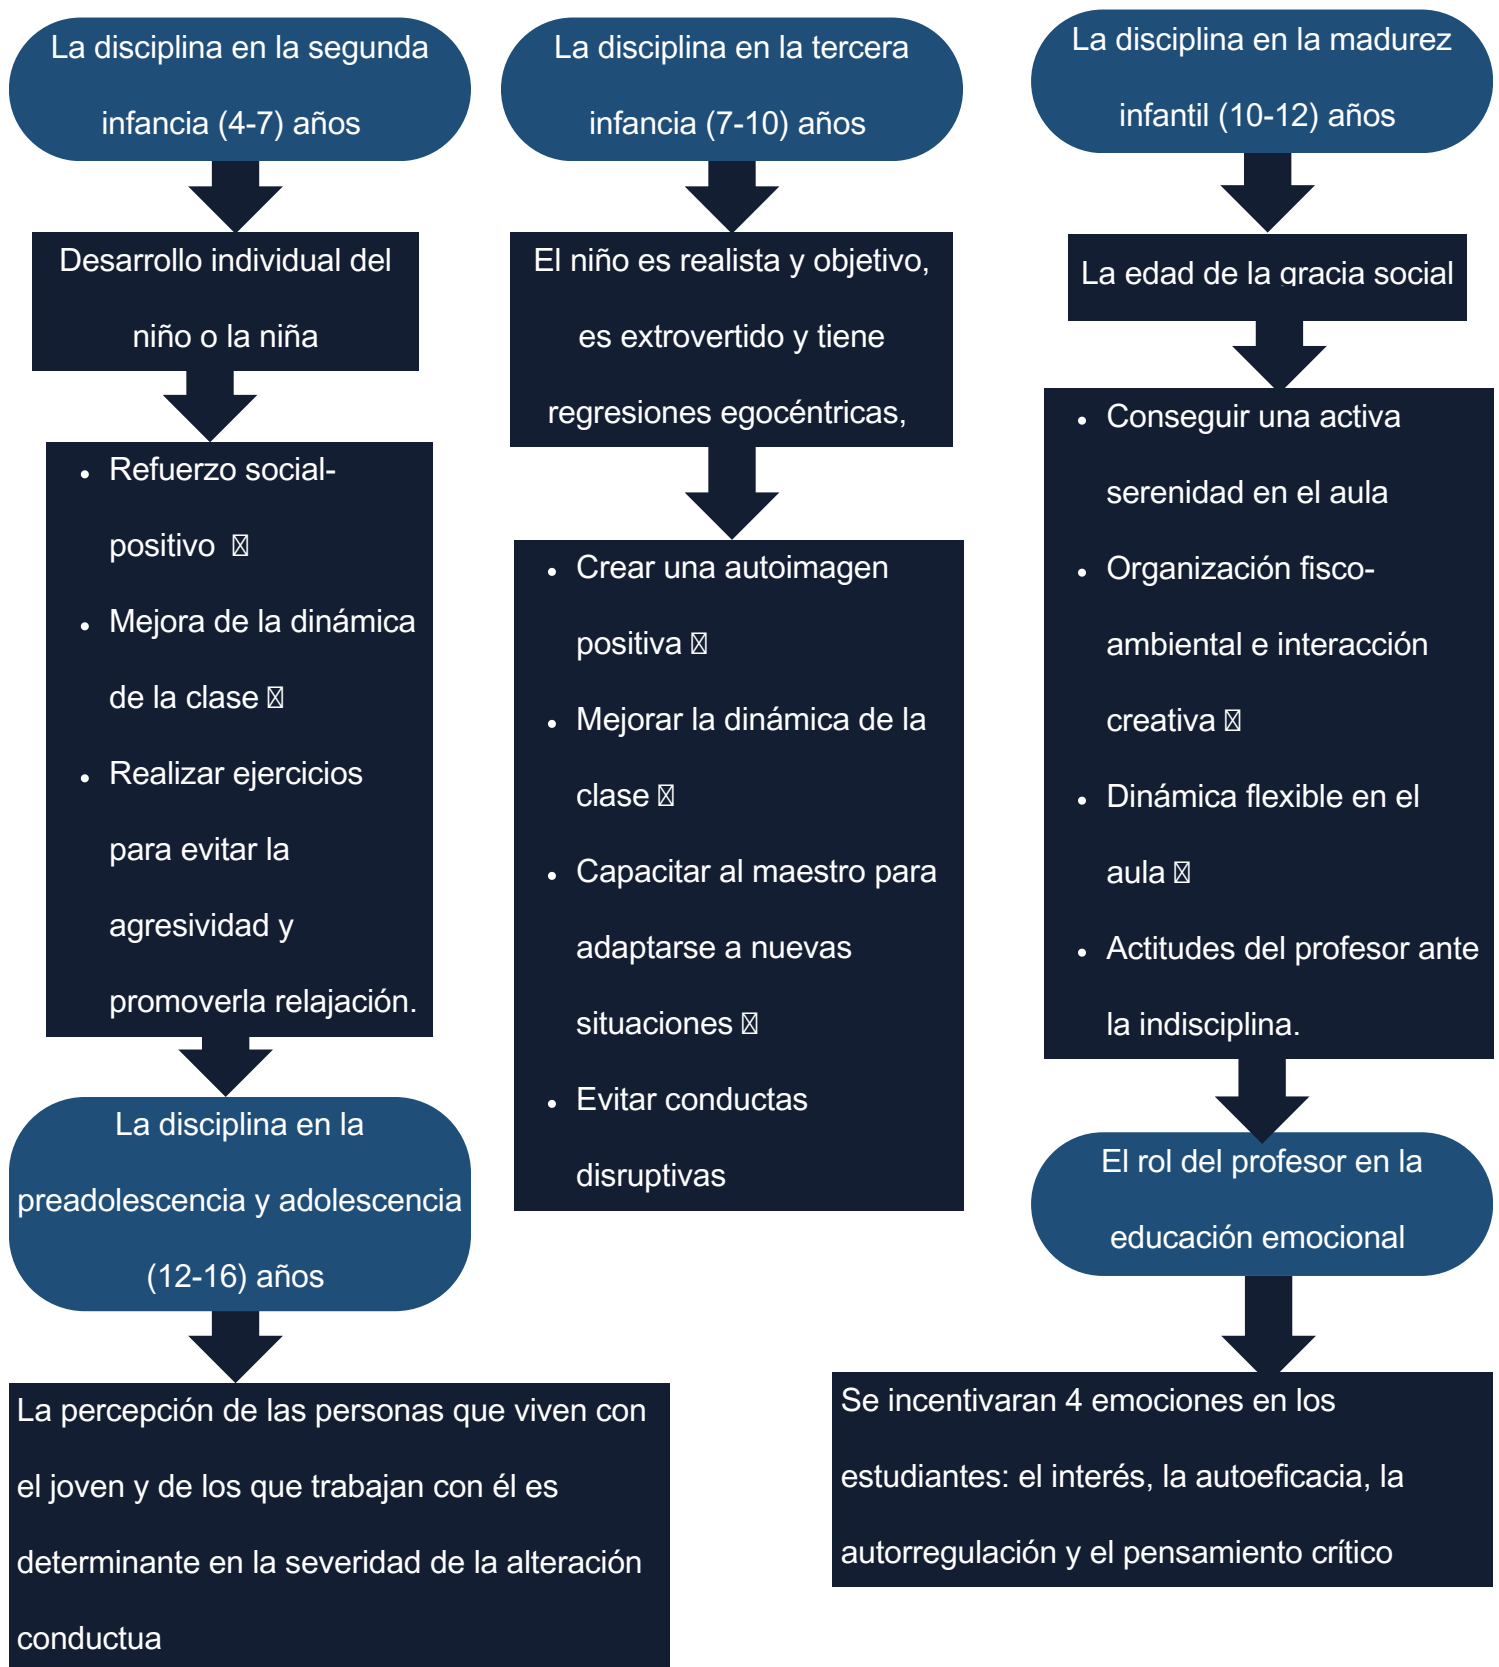 La disciplina en la segunda
infancia (4-7) años
Desarrollo individual del
niño o la niña
• Refuerzo social-
positivo
• Mejora de la dinámica
de la clase
• Realizar ejercicios
para evitar la
agresividad y
promoverla relajación.
La disciplina en la
preadolescencia y adolescencia
(12-16) años
La percepción de las personas que viven con
el joven y de los que trabajan con él es
determinante en la severidad de la alteración
conductua
La disciplina en la tercera
infancia (7-10) años
El niño es realista y objetivo,
es extrovertido y tiene
regresiones egocéntricas,
• Crear una autoimagen
positiva
• Mejorar la dinámica de la
clase
• Capacitar al maestro para
adaptarse a nuevas
situaciones
• Evitar conductas
disruptivas
La disciplina en la madurez
infantil (10-12) años
La edad de la gracia social
• Conseguir una activa
serenidad en el aula
• Organización fisco-
ambiental e interacción
creativa
• Dinámica flexible en el
aula
• Actitudes del profesor ante
la indisciplina.
El rol del profesor en la
educación emocional
Se incentivaran 4 emociones en los
estudiantes: el interés, la autoeficacia, la
autorregulación y el pensamiento crítico